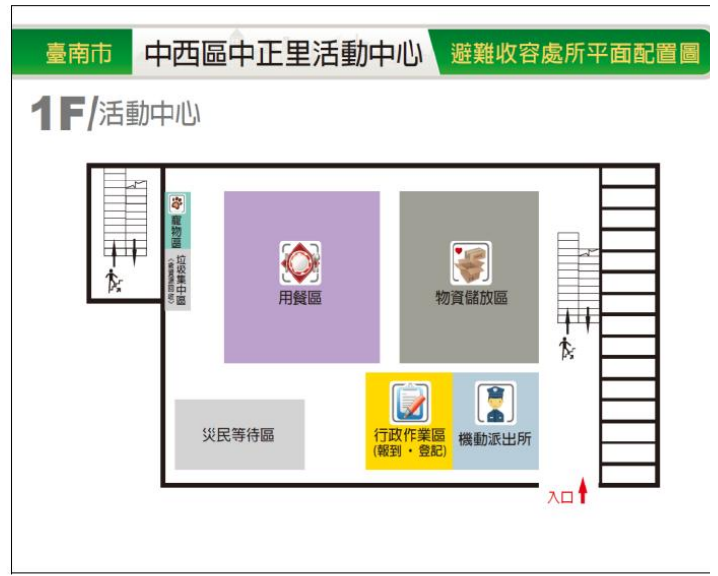 臺南市 中西區中正里活動中心 避難收容處所平面配置圖
1F/活動中心
寵物區
垃圾集中區
用餐區
物資儲放區
災民等待區
行政作業區
(報到・登記)
機動派出所
入口